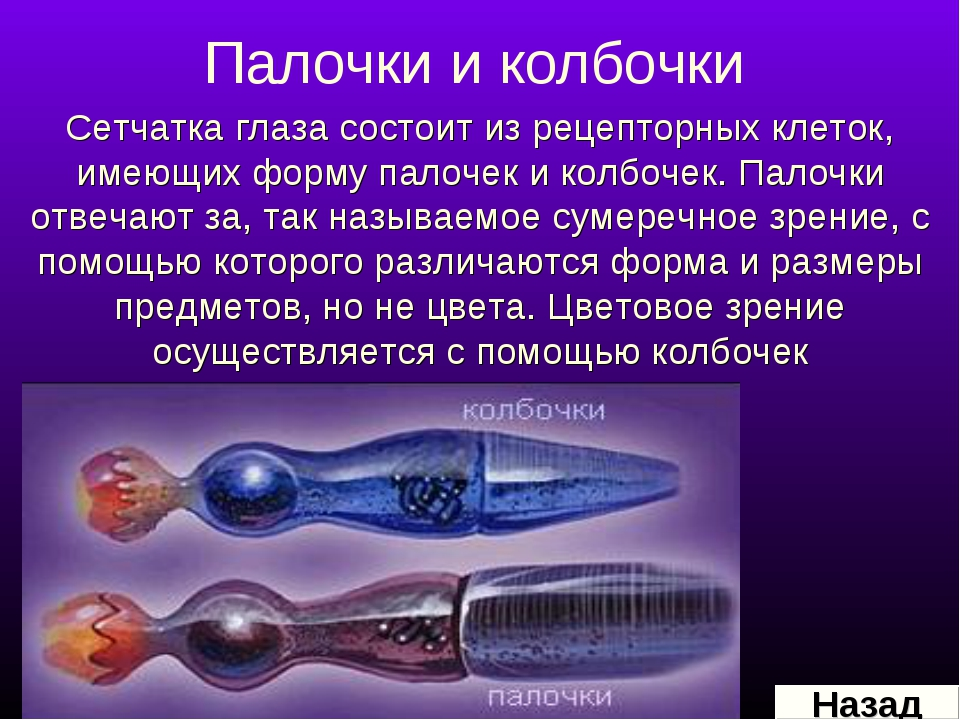 Палочки и колбочки
Сетчатка глаза состоит из рецепторных клеток,
имеющих форму палочек и колбочек. Палочки
отвечают за, так называемое сумеречное зрение, с
помощью которого различаются форма и размеры
предметов, но не цвета. Цветовое зрение
осуществляется с помощью колбочек
колбочки
палочки
Назад